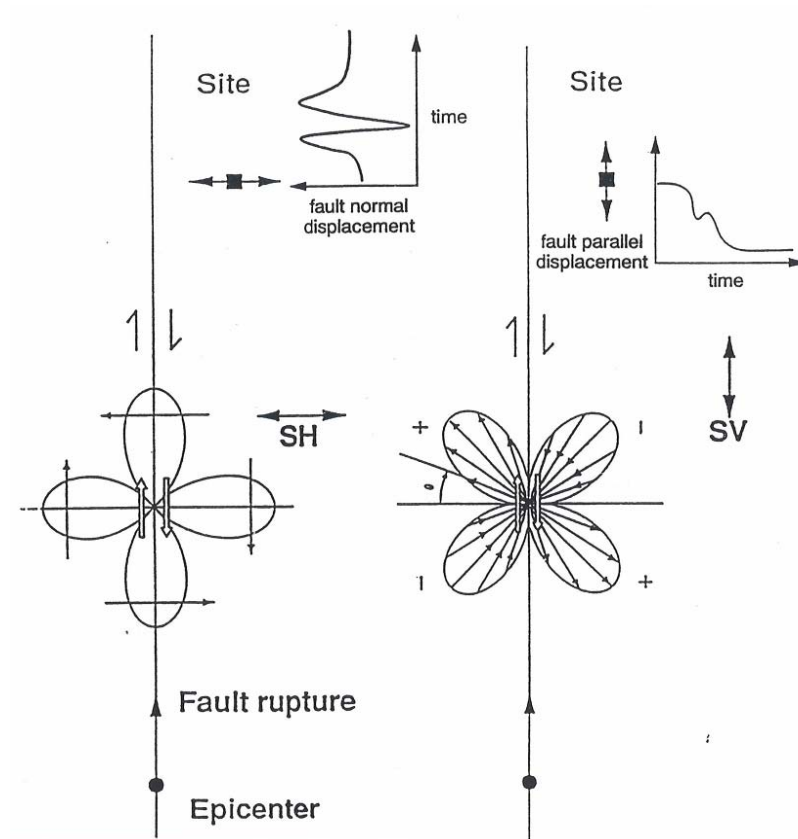 Site
time
fault normal
displacement
Site
fault parallel
displacement
time
SH
+
SV
θ
+
Fault rupture
Epicenter